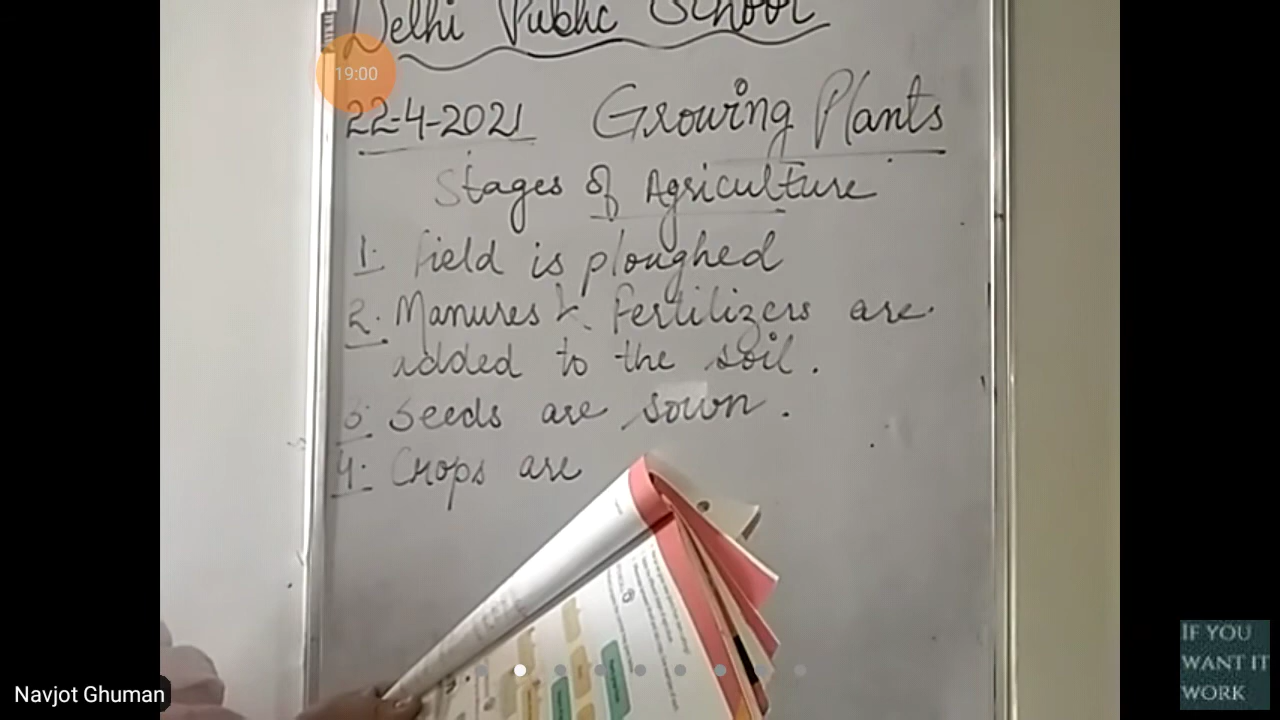 Delhi Public School
19:00
22-4-2021 Growing Plants
Stages of Agriculture
1. Field is ploughed
2. Manures & Fertilizers are
added to the soil.
3. Seeds are sown.
4. Crops are
Navjot Ghuman
IF YOU
WANT IT
WORK